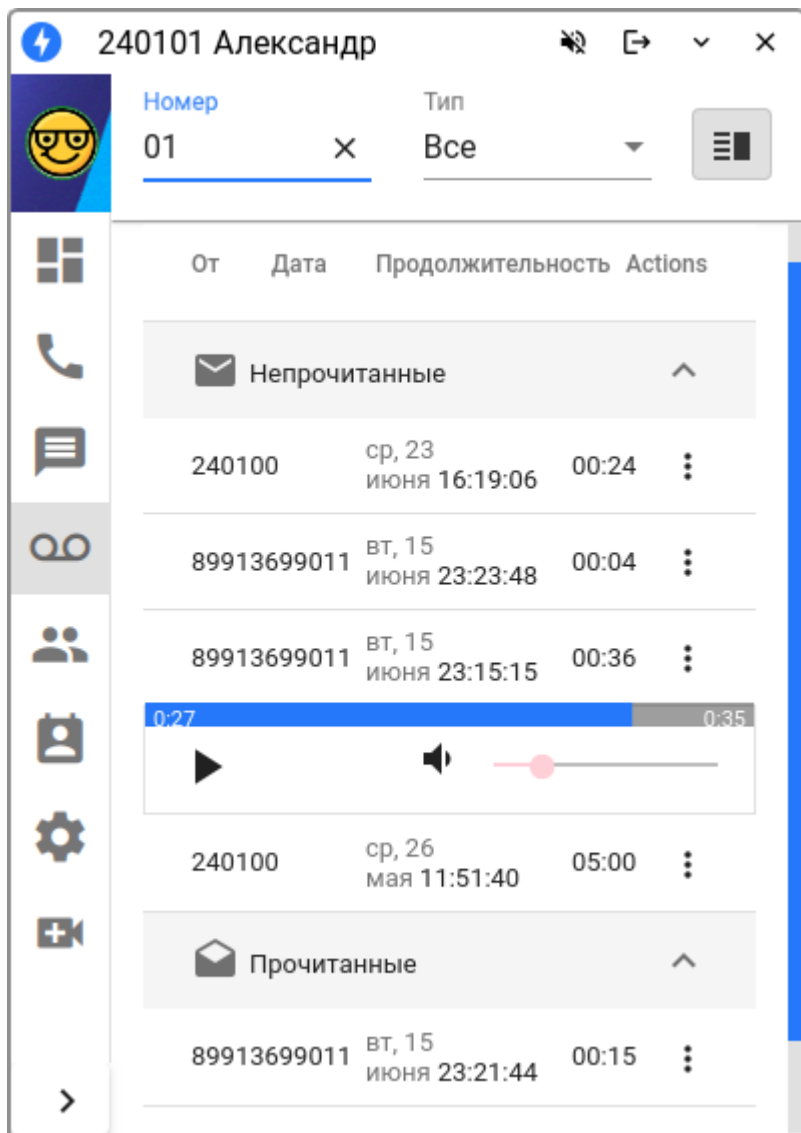 240101 Александр
Номер
Тип
01
Все
От Дата Продолжительность Actions
Непрочитанные
ср, 23
240100 июня 16:19:06 00:24
вт, 15
89913699011 июня 23:23:48 00:04
вт, 15
89913699011 июня 23:15:15 00:36
0:27 0:35
ср, 26
240100 мая 11:51:40 05:00
Прочитанные
вт, 15
89913699011 июня 23:21:44 00:15